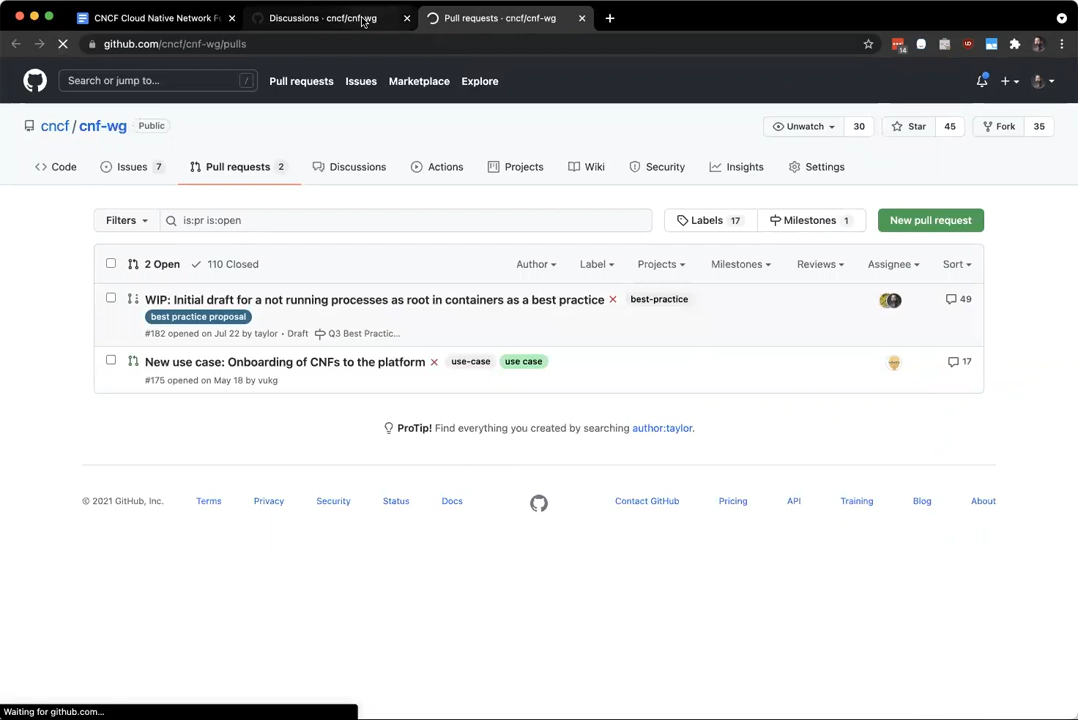 CNCF Cloud Native Network F
Discussions · cncf/cnf-wg
Pull requests · cncf/cnf-wg
github.com/cncf/cnf-wg/pulls
14
Search or jump to... /
Pull requests Issues Marketplace Explore
cncf / cnf-wg Public
Unwatch 30 Star 45 Fork 35
Code Issues 7 Pull requests 2 Discussions Actions Projects Wiki Security Insights Settings
Filters is:pr is:open Labels 17 Milestones 1 New pull request
2 Open 110 Closed Author Label Projects Milestones Reviews Assignee Sort
WIP: Initial draft for a not running processes as root in containers as a best practice best-practice 49
best practice proposal
#182 opened on Jul 22 by taylor • Draft Q3 Best Practic...
New use case: Onboarding of CNFs to the platform use-case use case 17
#175 opened on May 18 by vukg
ProTip! Find everything you created by searching author:taylor.
© 2021 GitHub, Inc. Terms Privacy Security Status Docs Contact GitHub Pricing API Training Blog About
Waiting for github.com...